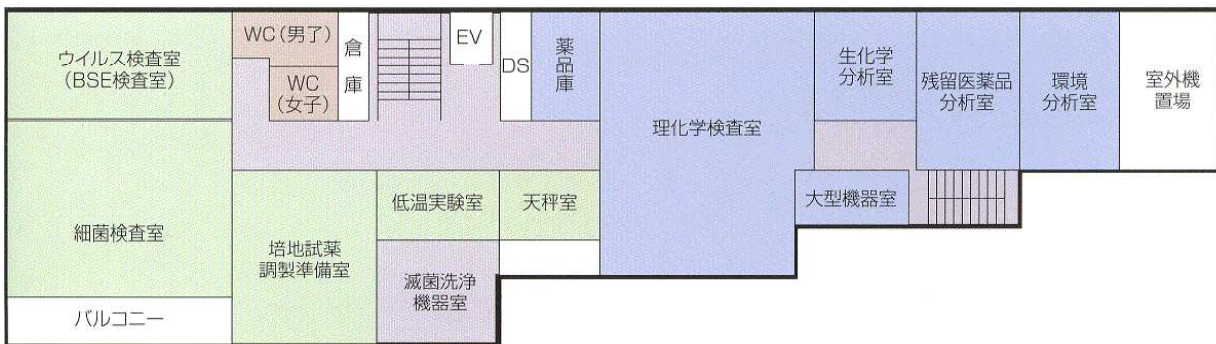 ウイルス検査室
(BSE検査室)
WC(男了)
WC
(女子)
倉庫
EV
DS
薬品庫
理化学検査室
生化学
分析室
残留医薬品
分析室
環境
分析室
室外機
置場
細菌検査室
培地試薬
調製準備室
低温実験室
天秤室
大型機器室
滅菌洗浄
機器室
バルコニー